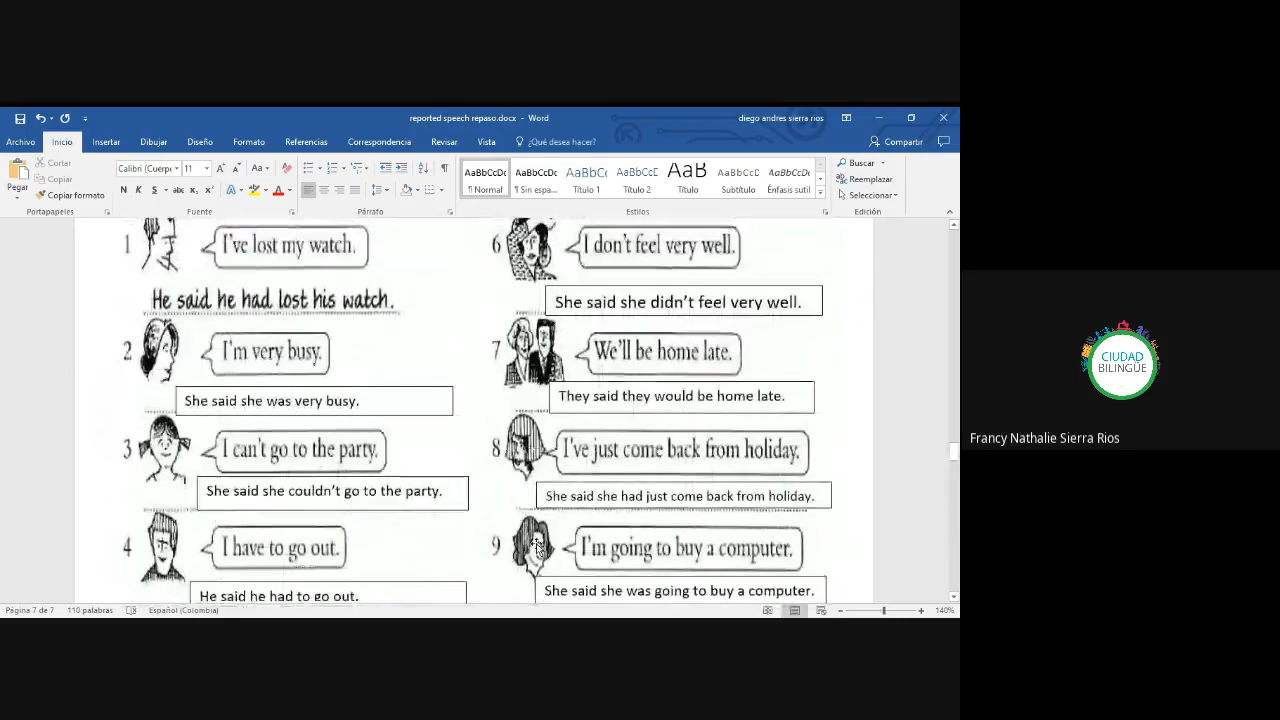 reported speech repaso.docx - Word
diego andres sierra rios
Archivo Inicio Insertar Dibujar Diseño Formato Referencias Correspondencia Revisar Vista ¿Qué desea hacer? Compartir
Pegar
Cortar
Copiar
Copiar formato
Calibri (Cuerpo 11
N K S abc x₂ x²
AaBbCcDc AaBbCcDc AaBbCc AaBbCcD AaB AaBbCcD AaBbCcDc
¶ Normal ¶ Sin espa... Título 1 Título 2 Título Subtítulo Énfasis sutil
Buscar
Reemplazar
Seleccionar
Portapapeles Fuente Párrafo Estilos Edición
1 I've lost my watch.
He said he had lost his watch.
2 I'm very busy.
She said she was very busy.
3 I can't go to the party.
She said she couldn't go to the party.
4 I have to go out.
He said he had to go out.
6 I don't feel very well.
She said she didn't feel very well.
7 We'll be home late.
They said they would be home late.
8 I've just come back from holiday.
She said she had just come back from holiday.
9 I'm going to buy a computer.
She said she was going to buy a computer.
Página 7 de 7 110 palabras Español (Colombia) 140%
CIUDAD
BILINGÜE
Francy Nathalie Sierra Rios